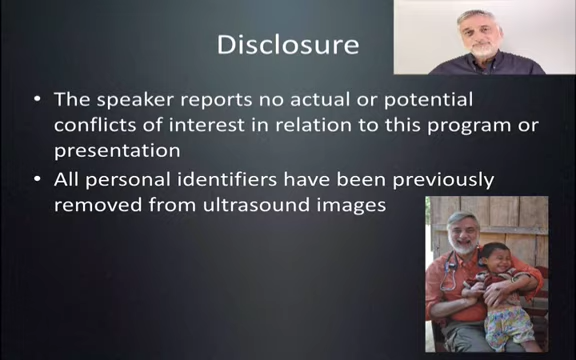 Disclosure
• The speaker reports no actual or potential
conflicts of interest in relation to this program or
presentation
• All personal identifiers have been previously
removed from ultrasound images